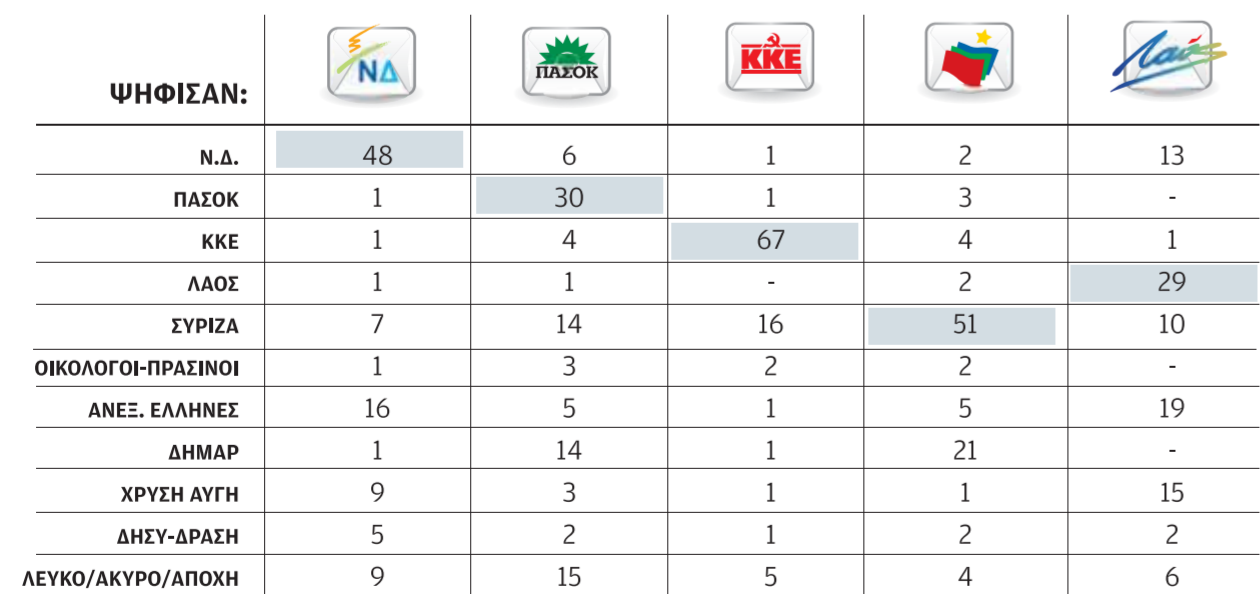 ΝΔ ΠΑΣΟΚ ΚΚΕ Λαός
ΨΗΦΙΣΑΝ:
Ν.Δ. 48 6 1 2 13
ΠΑΣΟΚ 1 30 1 3 -
ΚΚΕ 1 4 67 4 1
ΛΑΟΣ 1 1 - 2 29
ΣΥΡΙΖΑ 7 14 16 51 10
ΟΙΚΟΛΟΓΟΙ-ΠΡΑΣΙΝΟΙ 1 3 2 2 -
ΑΝΕΞ. ΕΛΛΗΝΕΣ 16 5 1 5 19
ΔΗΜΑΡ 1 14 1 21 -
ΧΡΥΣΗ ΑΥΓΗ 9 3 1 1 15
ΔΗΣΥ-ΔΡΑΣΗ 5 2 1 2 2
ΛΕΥΚΟ/ΑΚΥΡΟ/ΑΠΟΧΗ 9 15 5 4 6